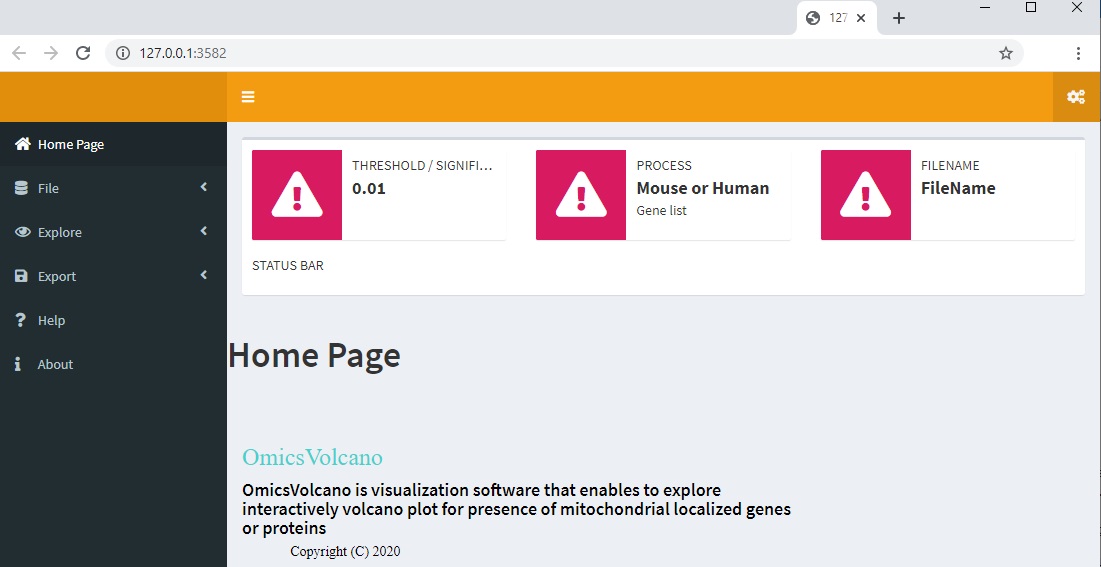 127
127.0.0.1:3582
Home Page
File
Explore
Export
Help
About
THRESHOLD / SIGNIFI...
0.01
PROCESS
Mouse or Human
Gene list
FILENAME
FileName
STATUS BAR
Home Page
OmicsVolcano
OmicsVolcano is visualization software that enables to explore
interactively volcano plot for presence of mitochondrial localized genes
or proteins
Copyright (C) 2020